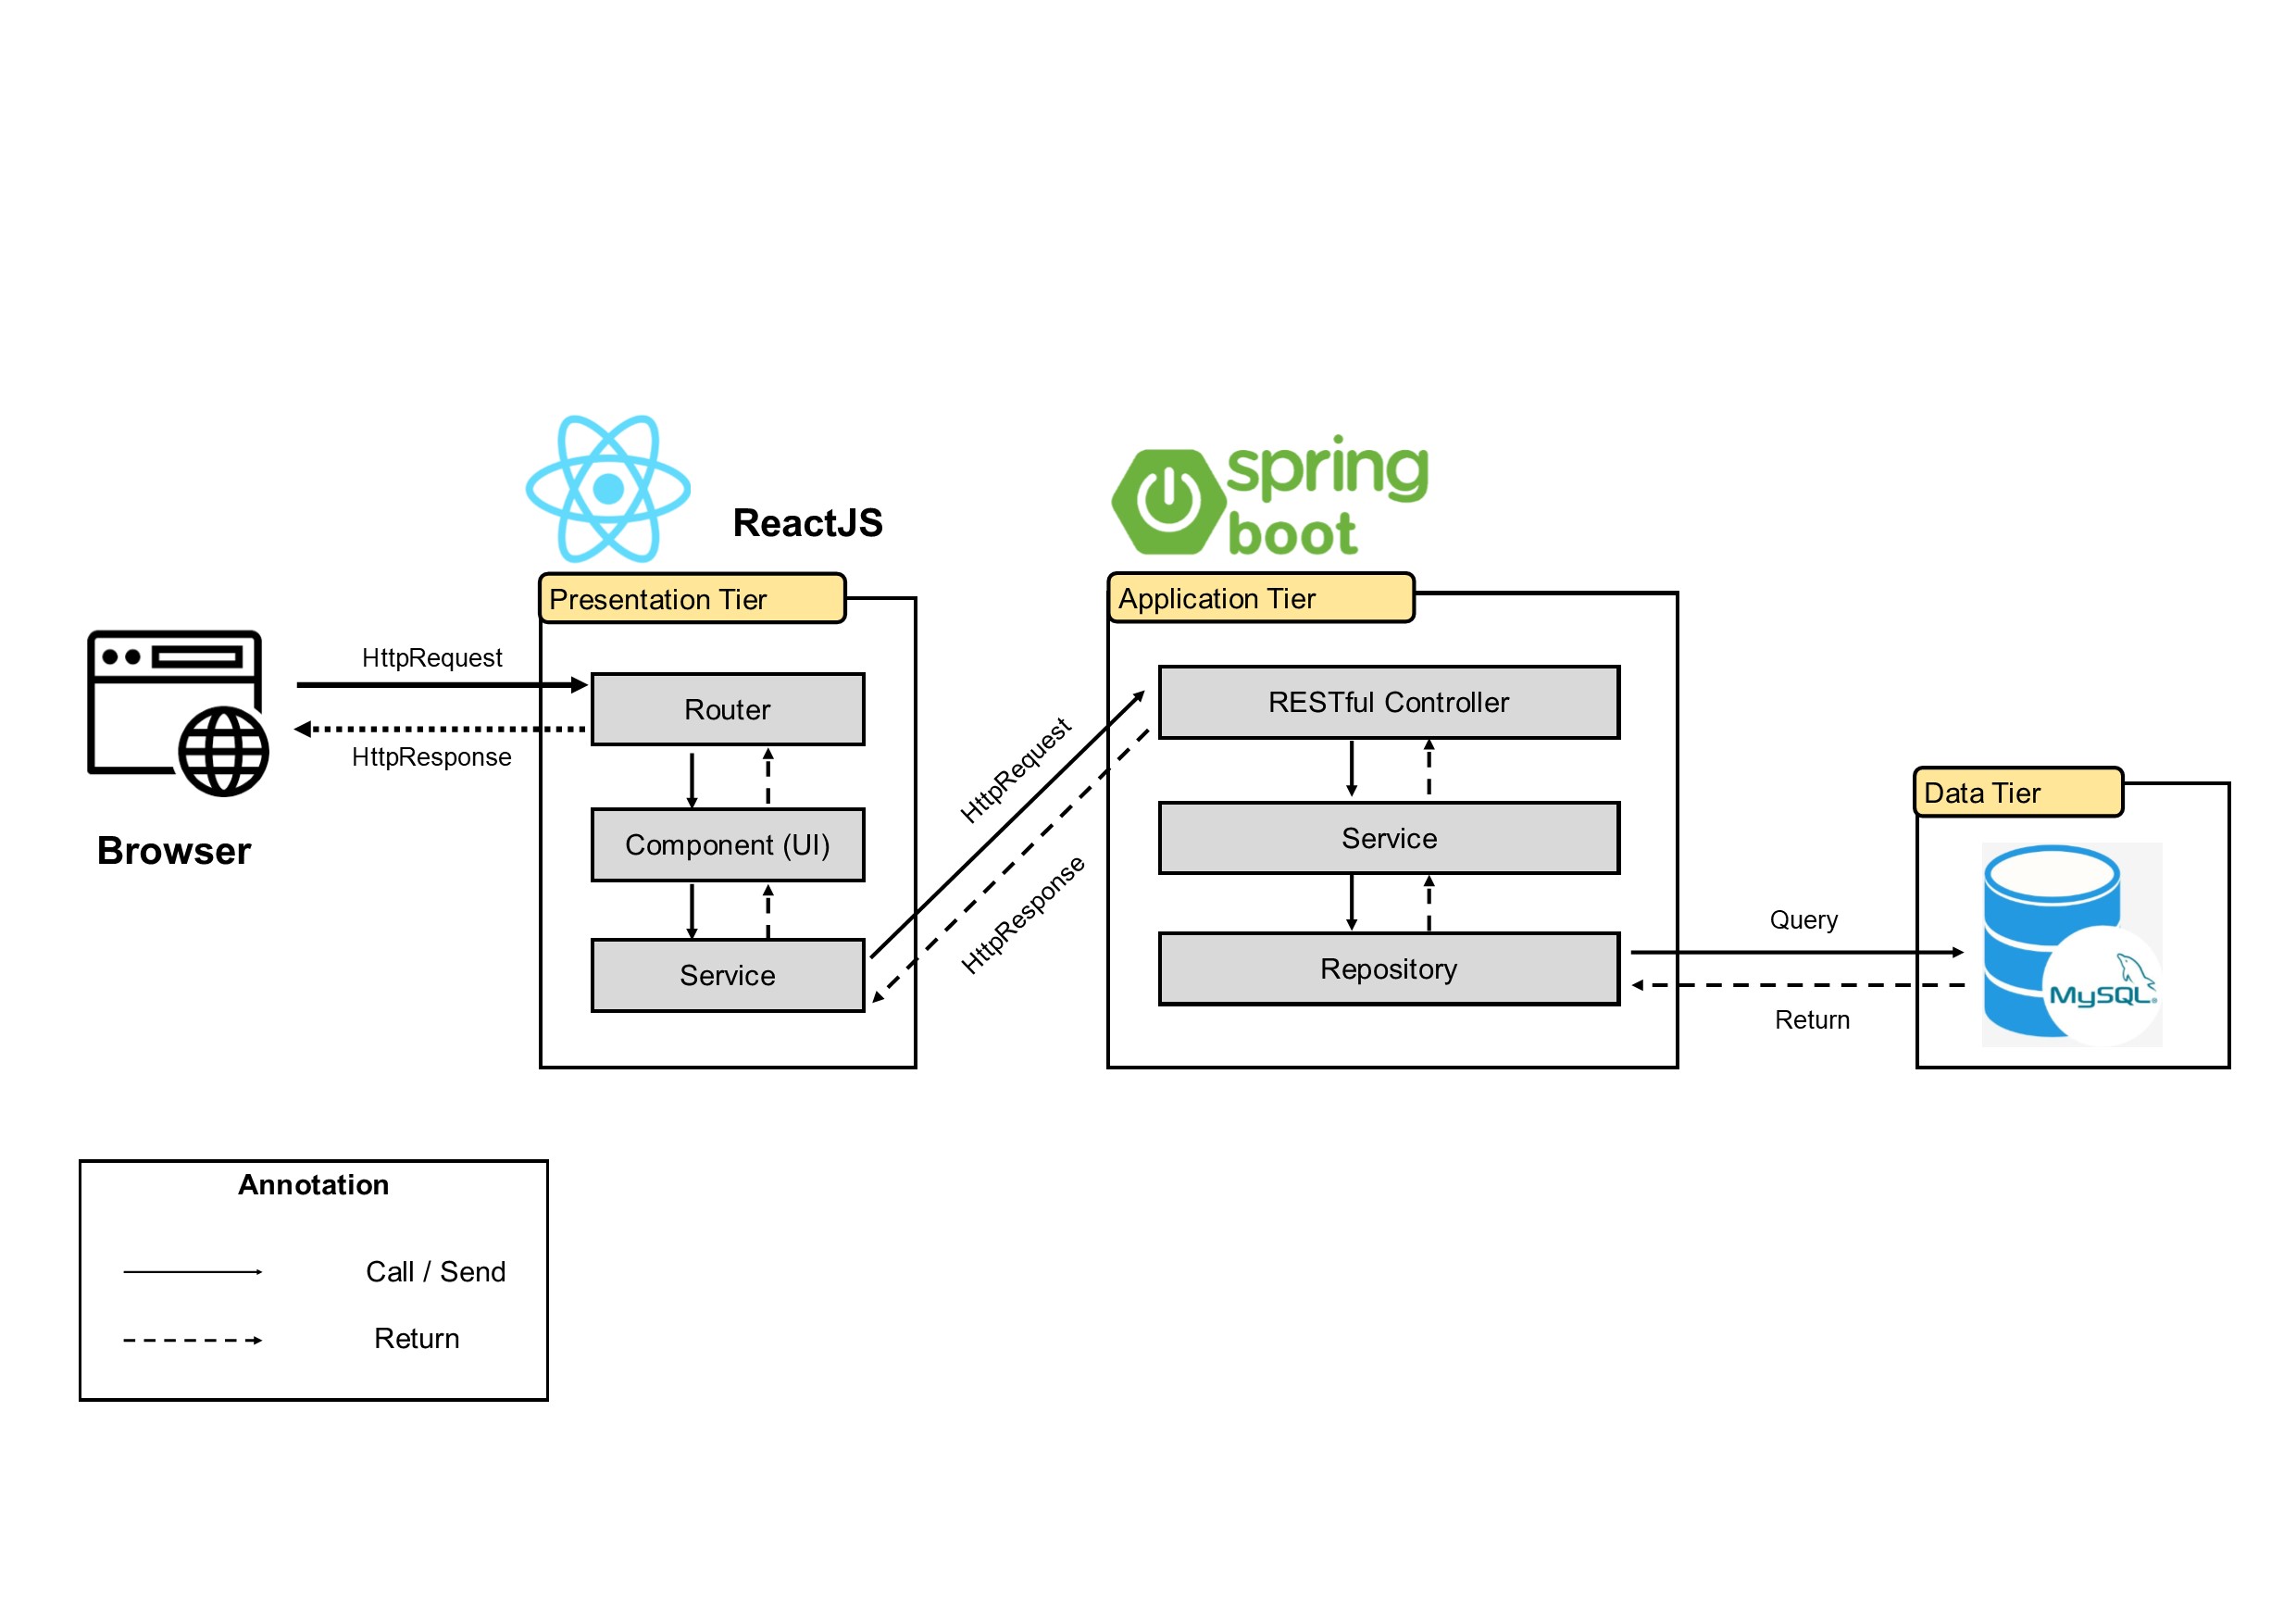 ReactJS
spring
boot
Presentation Tier
Application Tier
HttpRequest
Router
HttpResponse
Browser
Component (UI)
Service
HttpRequest
HttpResponse
RESTful Controller
Service
Repository
Data Tier
Query
Return
MySQL®
Annotation
Call / Send
Return